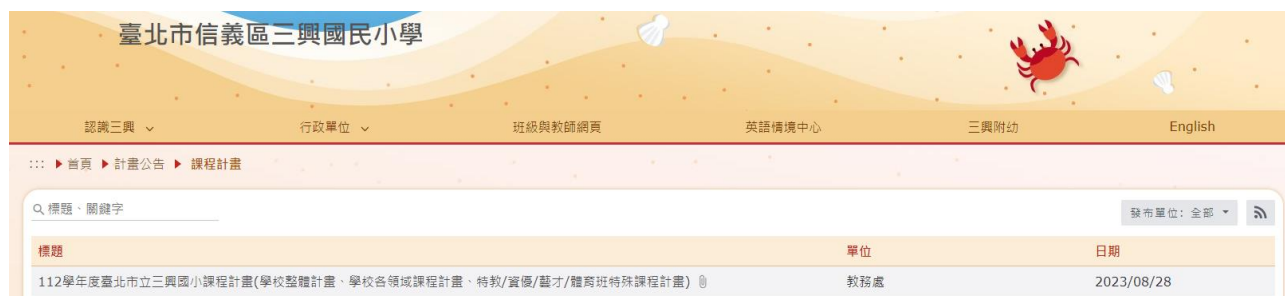 臺北市信義區三興國民小學
認識三興 行政單位 班級與教師網頁 英語情境中心 三興附幼 English
::: ▶首頁 ▶計畫公告 ▶ 課程計畫
標題、關鍵字 發布單位: 全部
標題 單位 日期
112學年度臺北市立三興國小課程計畫(學校整體計畫、學校各領域課程計畫、特教/資優/藝才/體育班特殊課程計畫) 教務處 2023/08/28